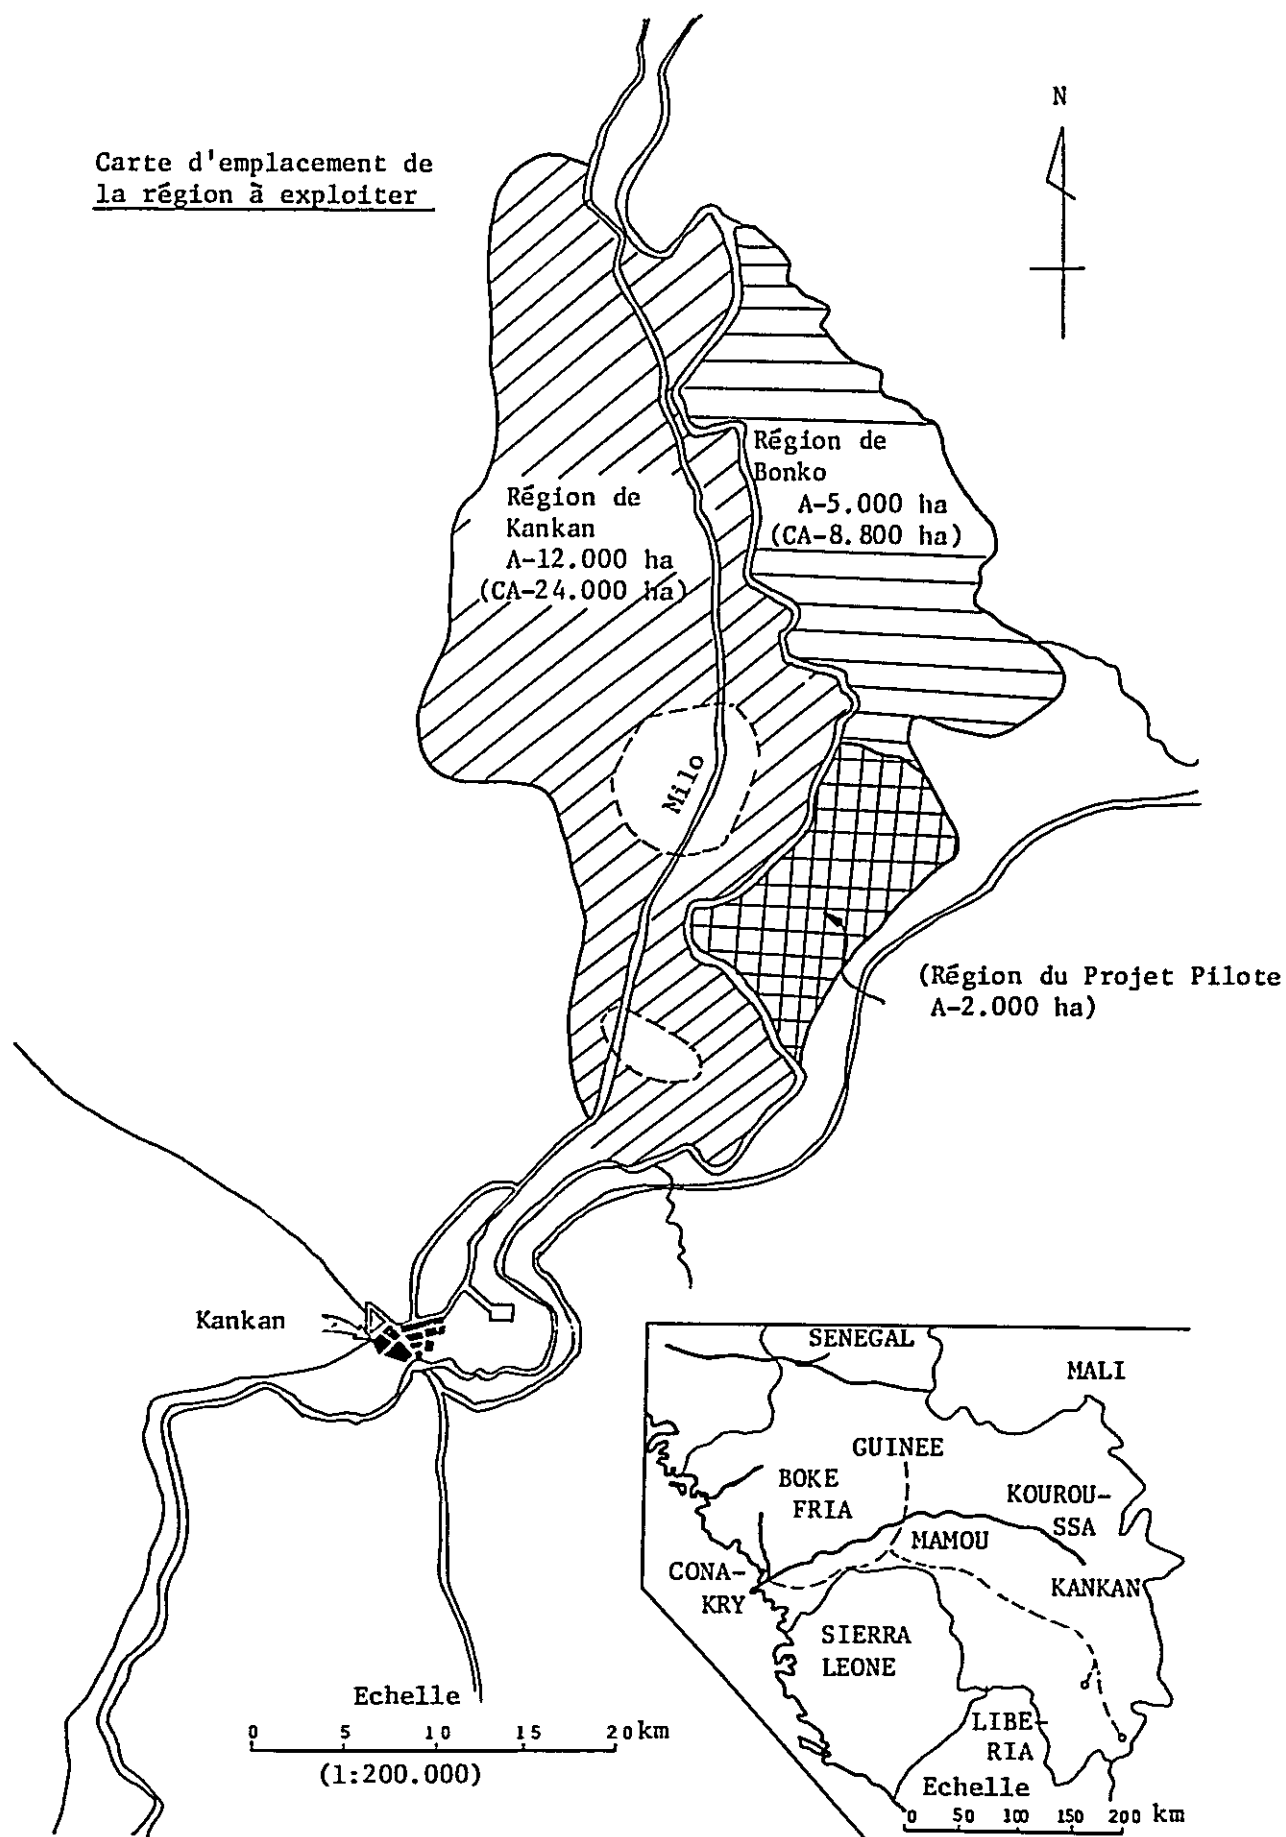 Carte d'emplacement de
la région à exploiter
N
Région de
Bonko
A-5.000 ha
(CA-8.800 ha)
Région de
Kankan
A-12.000 ha
(CA-24.000 ha)
Milo
(Région du Projet Pilote
A-2.000 ha)
Kankan
Echelle
0 5 10 15 20 km
(1:200.000)
SENEGAL
MALI
GUINEE
BOKE
FRIA
KOUROU-
SSA
MAMOU
CONA-
KRY
KANKAN
SIERRA
LEONE
LIBE-
RIA
Echelle
0 50 100 150 200 km